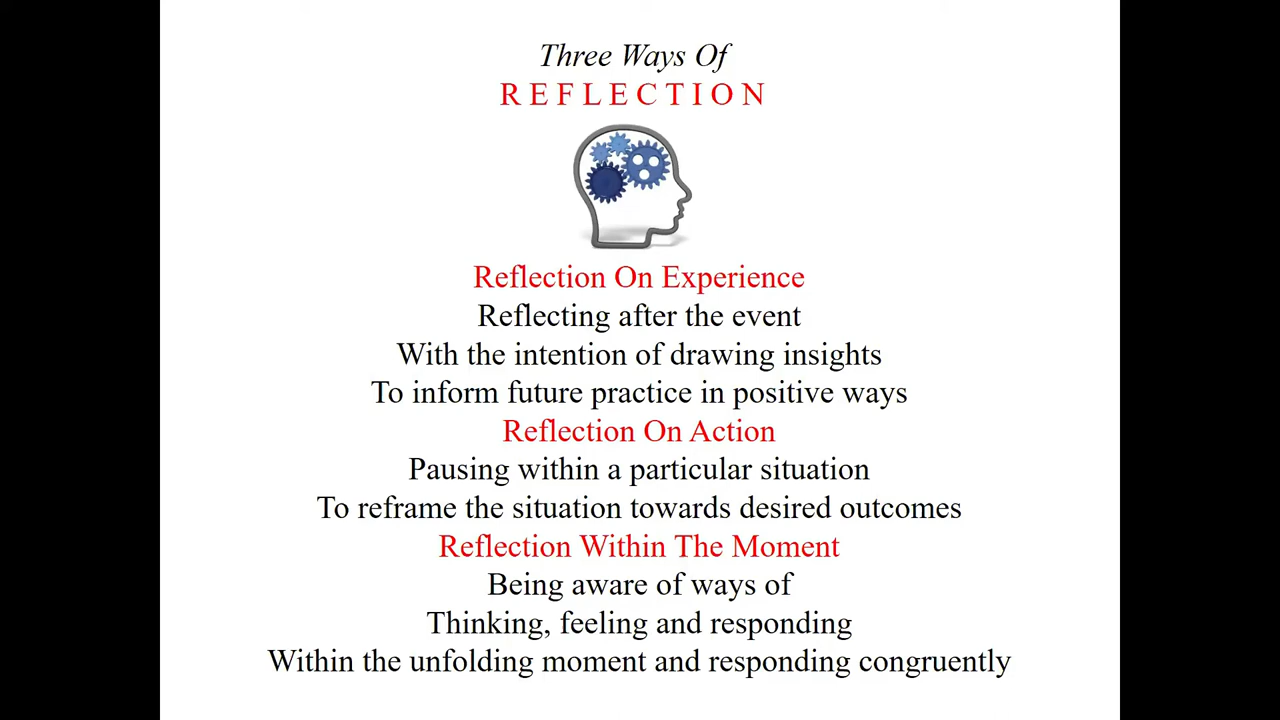 Three Ways Of
REFLECTION
Reflection On Experience
Reflecting after the event
With the intention of drawing insights
To inform future practice in positive ways
Reflection On Action
Pausing within a particular situation
To reframe the situation towards desired outcomes
Reflection Within The Moment
Being aware of ways of
Thinking, feeling and responding
Within the unfolding moment and responding congruently